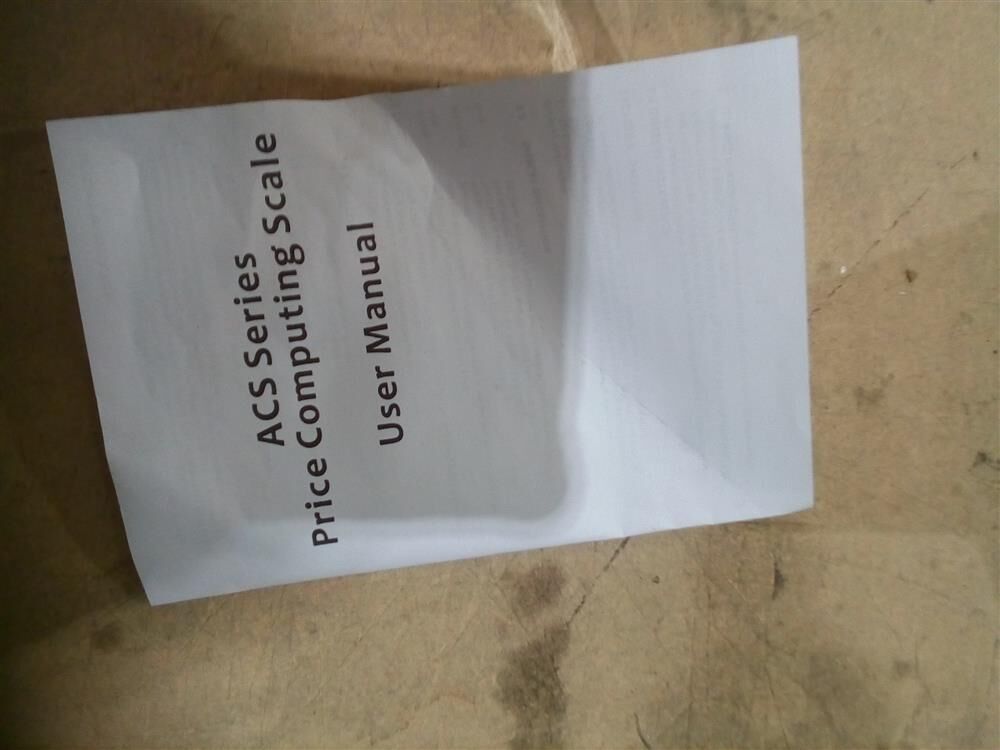 ACS Series
Price Computing Scale
User Manual